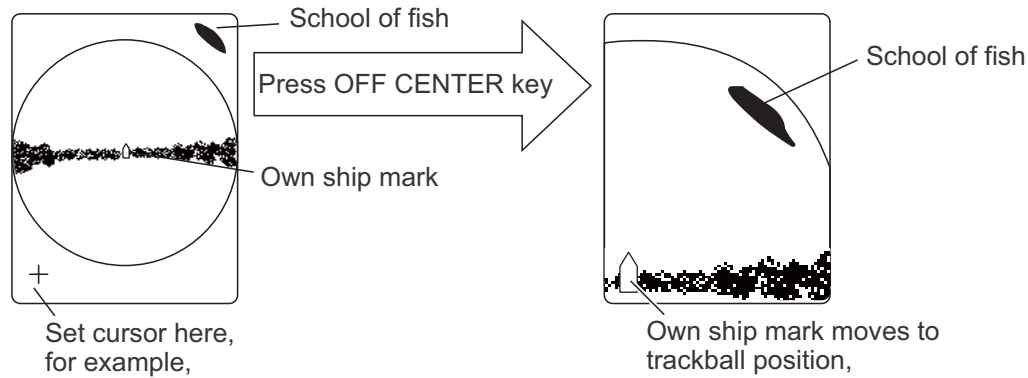 School of fish
Press OFF CENTER key
Own ship mark
Set cursor here,
for example,
School of fish
Own ship mark moves to
trackball position,